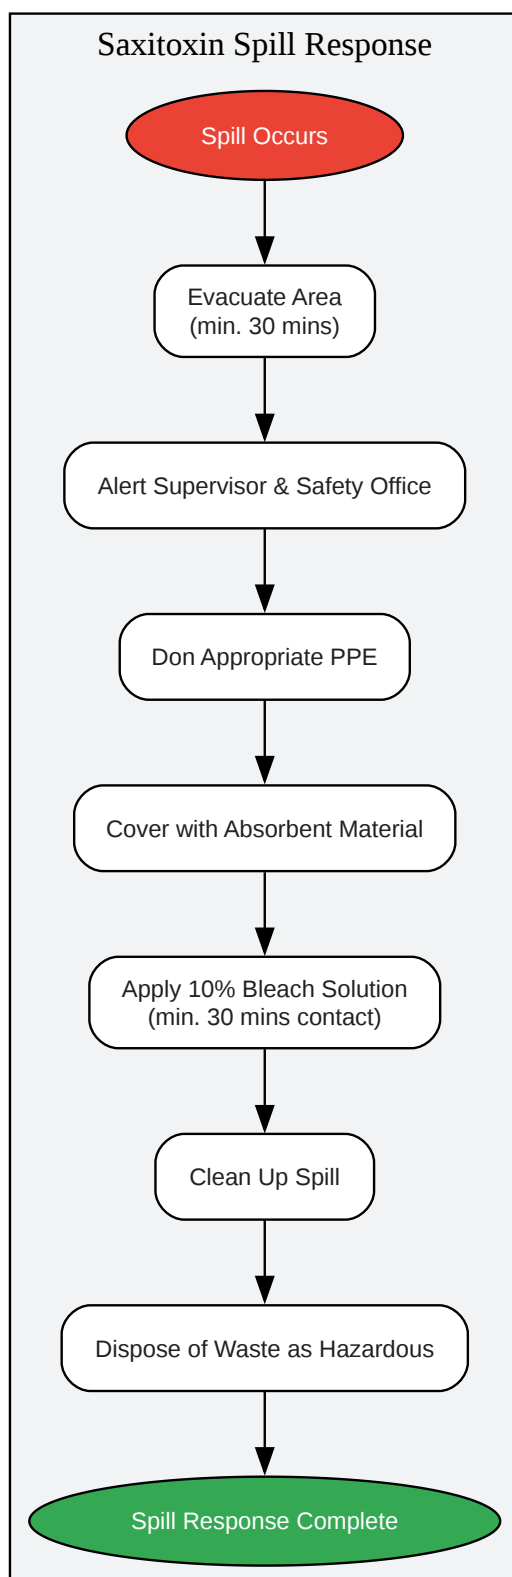 Saxitoxin Spill Response
Spill Occurs
Evacuate Area
(min. 30 mins)
Alert Supervisor & Safety Office
Don Appropriate PPE
Cover with Absorbent Material
Apply 10% Bleach Solution
(min. 30 mins contact)
Clean Up Spill
Dispose of Waste as Hazardous
Spill Response Complete